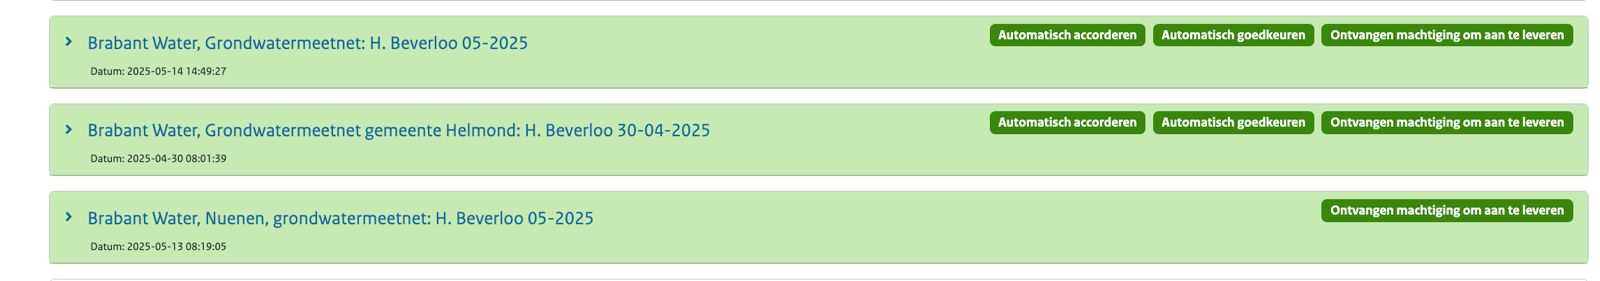 Brabant Water, Grondwatermeetnet: H. Beverloo 05-2025
Automatisch accorderen Automatisch goedkeuren Ontvangen machtiging om aan te leveren
Datum: 2025-05-14 14:49:27
Brabant Water, Grondwatermeetnet gemeente Helmond: H. Beverloo 30-04-2025
Automatisch accorderen Automatisch goedkeuren Ontvangen machtiging om aan te leveren
Datum: 2025-04-30 08:01:39
Brabant Water, Nuenen, grondwatermeetnet: H. Beverloo 05-2025
Ontvangen machtiging om aan te leveren
Datum: 2025-05-13 08:19:05